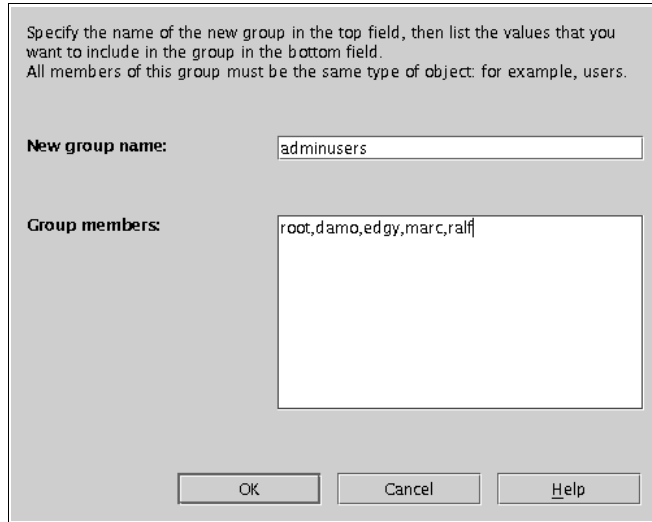 Specify the name of the new group in the top field, then list the values that you
want to include in the group in the bottom field.
All members of this group must be the same type of object: for example, users.
New group name:
adminusers
Group members:
root,damo,edgy,marc,ralf
OK
Cancel
Help